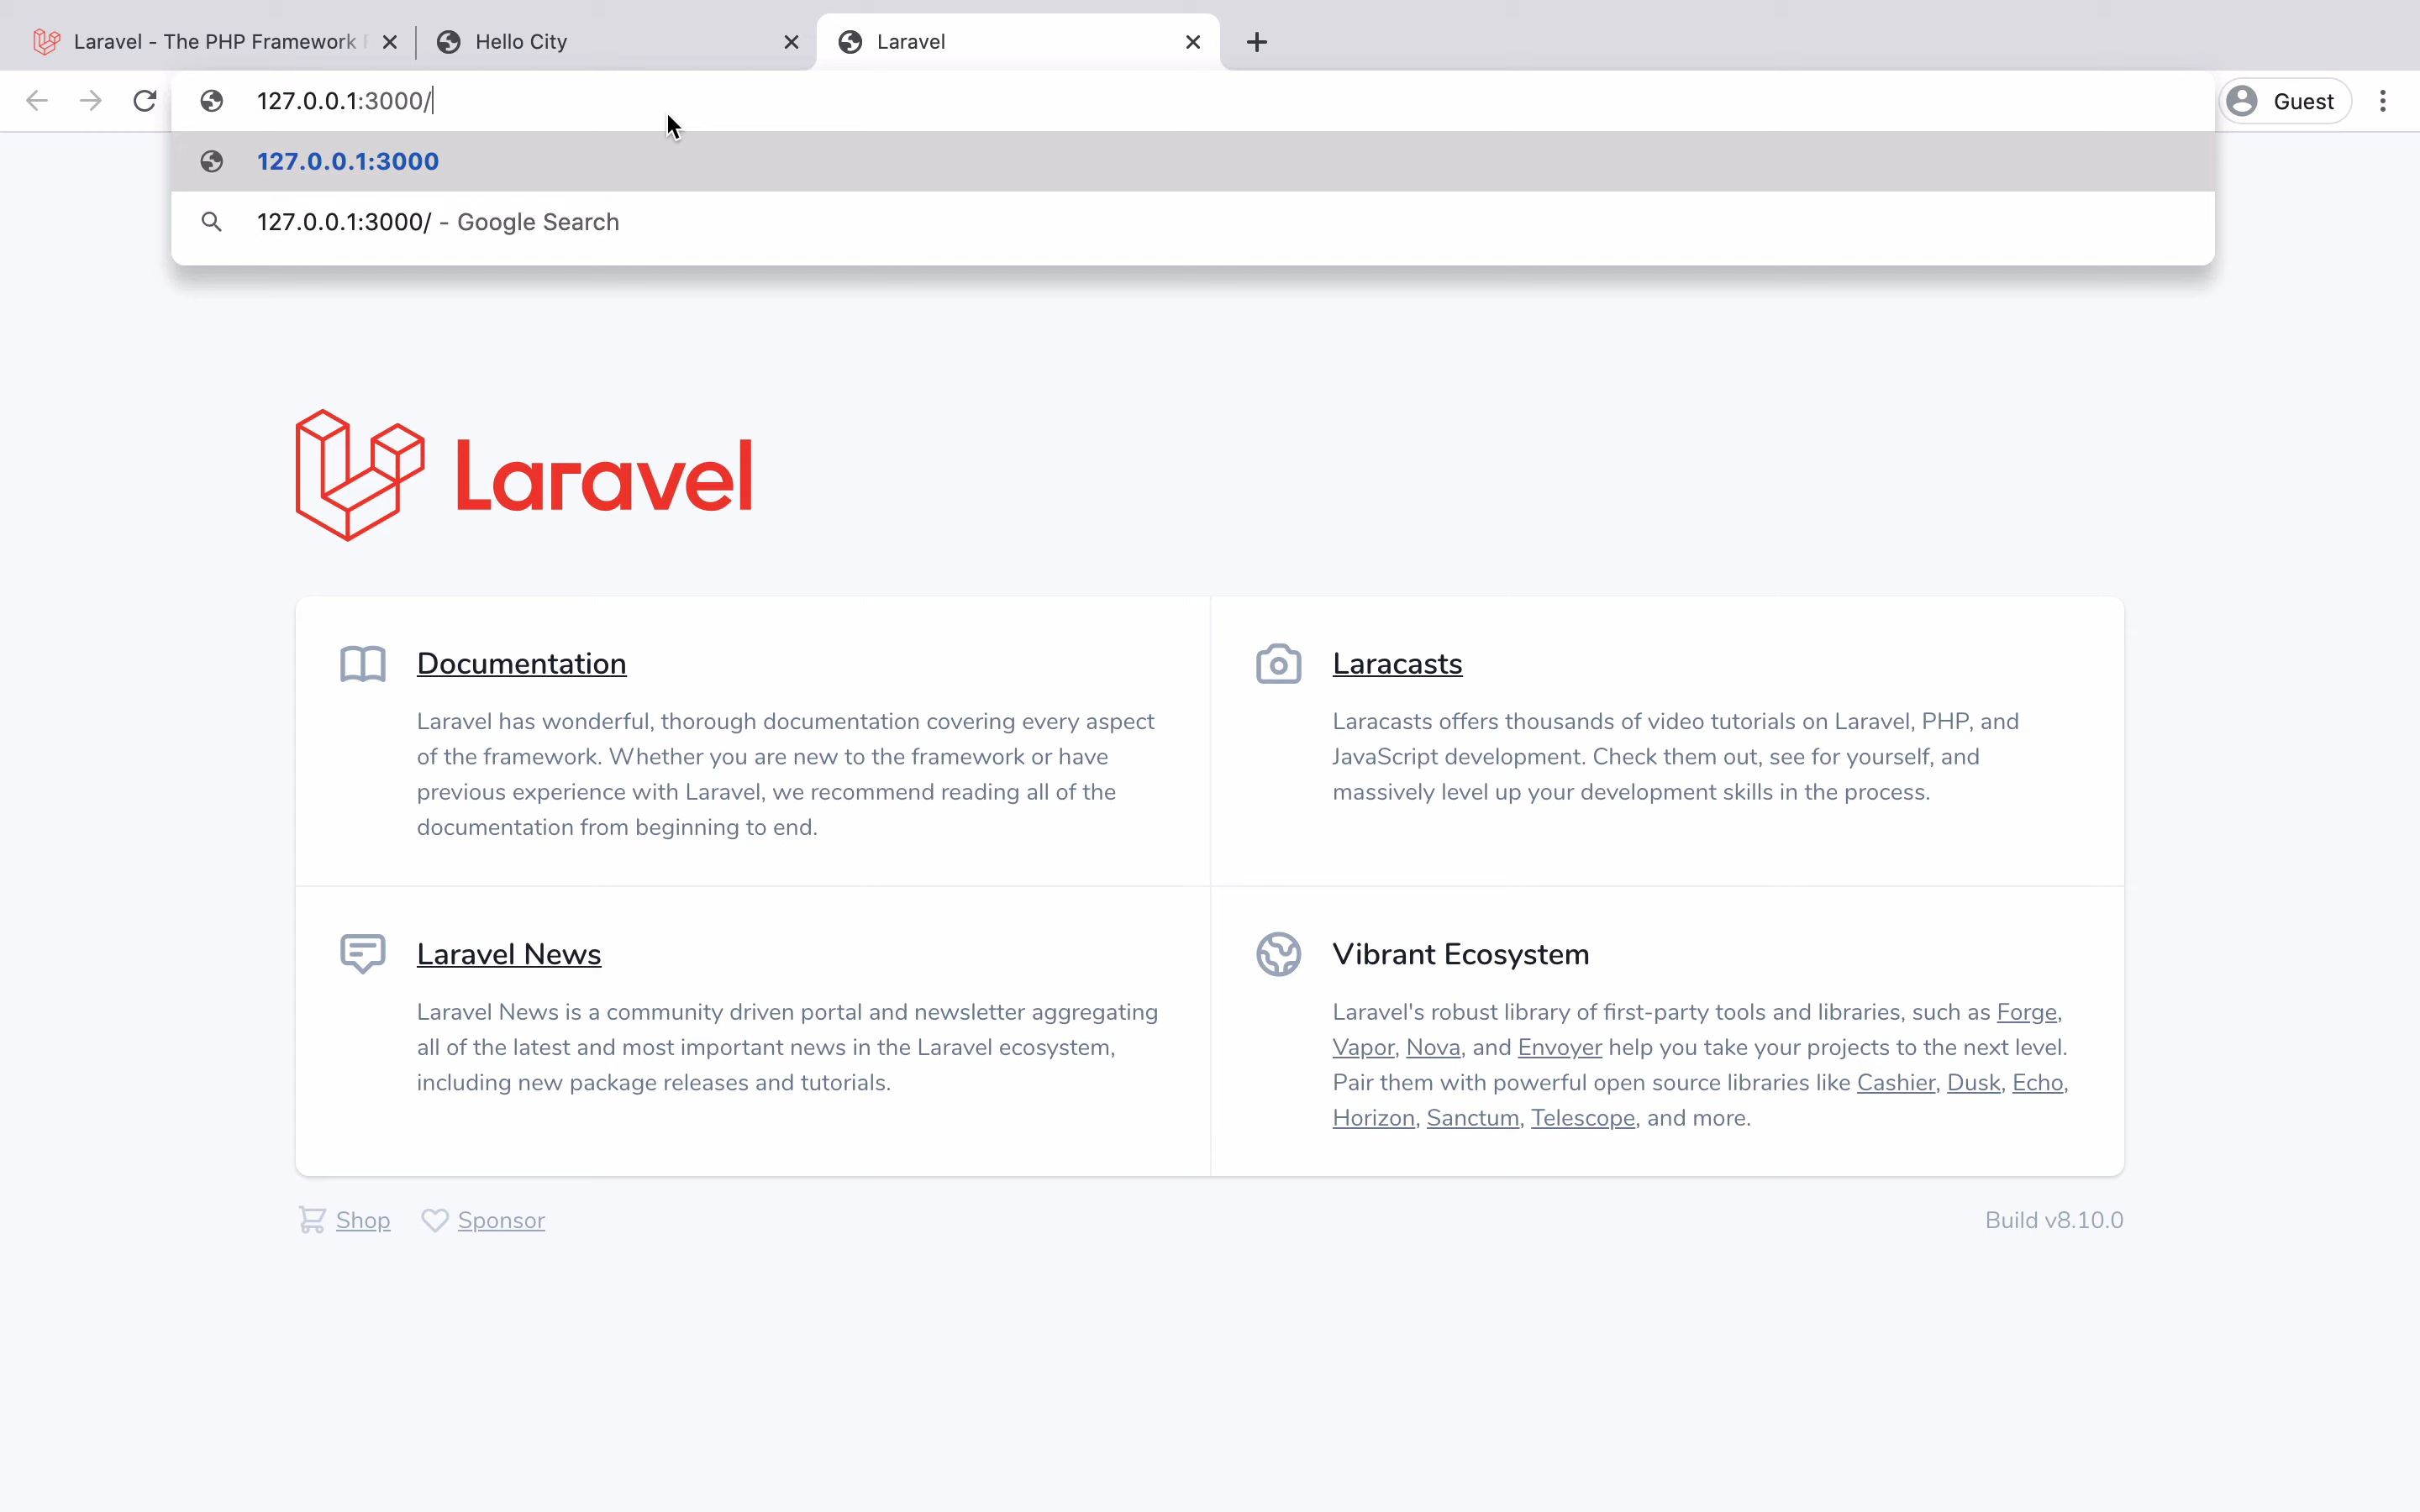 Laravel - The PHP Framework
Hello City
Laravel
127.0.0.1:3000/
Guest
127.0.0.1:3000
127.0.0.1:3000/ - Google Search
Laravel
Documentation
Laravel has wonderful, thorough documentation covering every aspect
of the framework. Whether you are new to the framework or have
previous experience with Laravel, we recommend reading all of the
documentation from beginning to end.
Laracasts
Laracasts offers thousands of video tutorials on Laravel, PHP, and
JavaScript development. Check them out, see for yourself, and
massively level up your development skills in the process.
Laravel News
Laravel News is a community driven portal and newsletter aggregating
all of the latest and most important news in the Laravel ecosystem,
including new package releases and tutorials.
Vibrant Ecosystem
Laravel's robust library of first-party tools and libraries, such as Forge,
Vapor, Nova, and Envoyer help you take your projects to the next level.
Pair them with powerful open source libraries like Cashier, Dusk, Echo,
Horizon, Sanctum, Telescope, and more.
Shop
Sponsor
Build v8.10.0